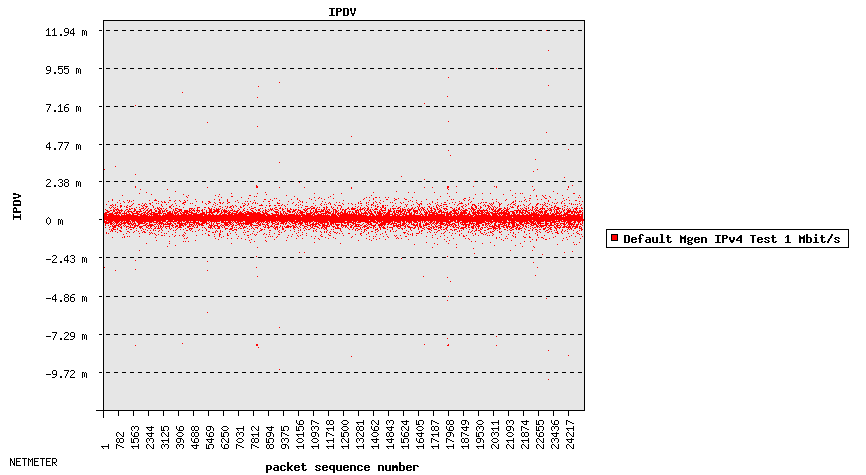 IPDV
11.94 m
9.55 m
7.16 m
4.77 m
2.38 m
0 m
-2.43 m
-4.86 m
-7.29 m
-9.72 m
IPDV
Default Mgen IPv4 Test 1 Mbit/s
1
782
1563
2344
3125
3906
4688
5469
6250
7031
7812
8594
9375
10156
10937
11718
12500
13281
14062
14843
15624
16405
17187
17968
18749
19530
20311
21093
21874
22655
23436
24217
packet sequence number
NETMETER